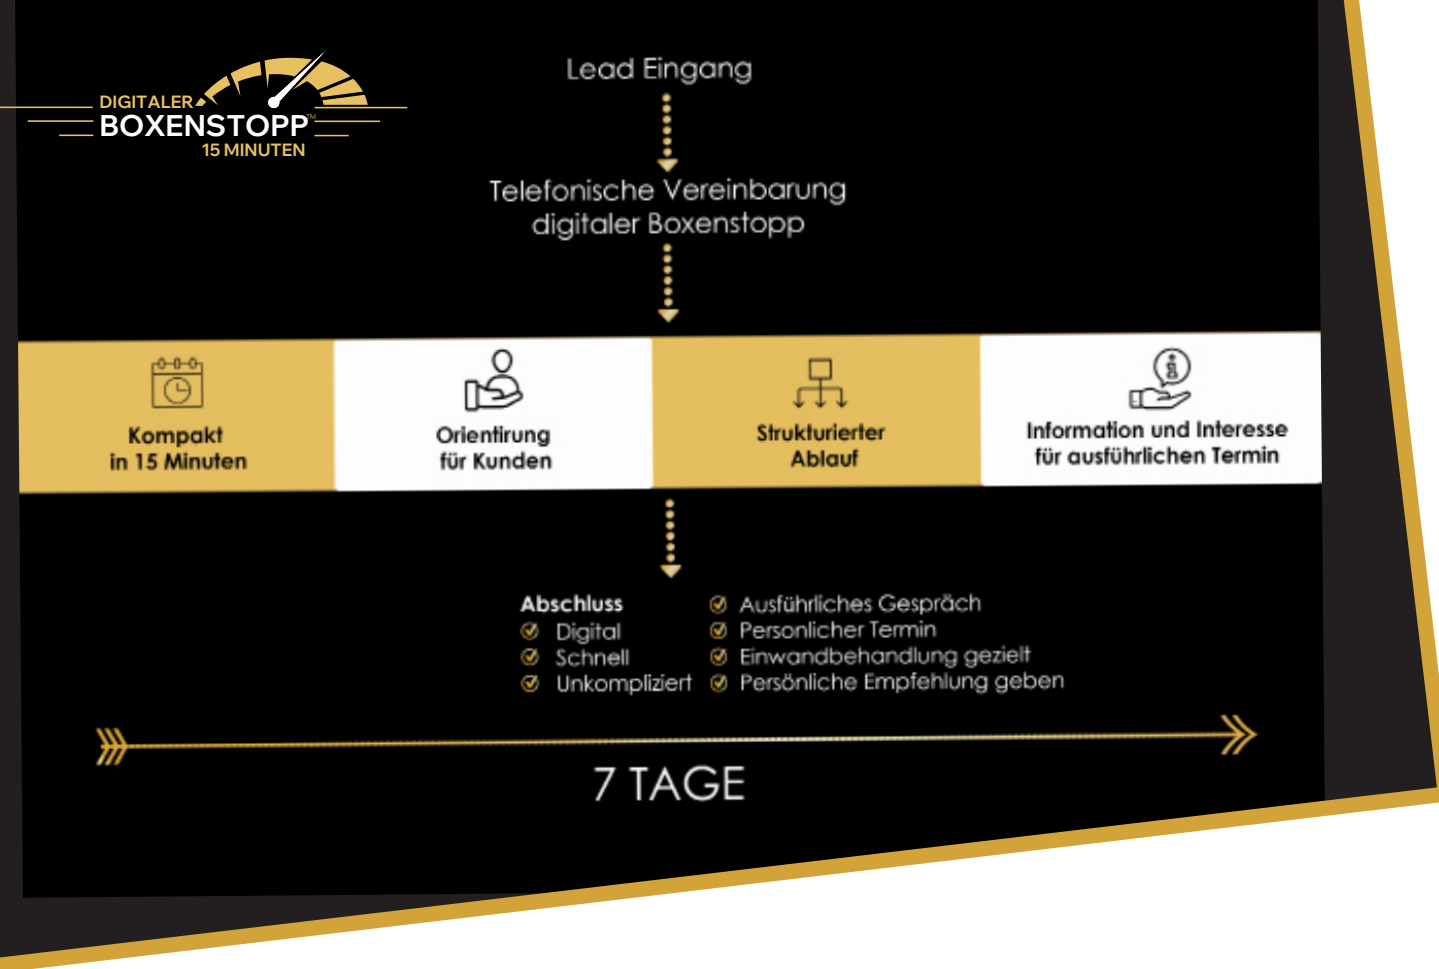 DIGITALER
BOXENSTOPP™
15 MINUTEN
Lead Eingang
Telefonische Vereinbarung
digitaler Boxenstopp
Kompakt
in 15 Minuten
Orientirung
für Kunden
Strukturierter
Ablauf
Information und Interesse
für ausführlichen Termin
Abschluss
Digital
Schnell
Unkompliziert
Ausführliches Gespräch
Personlicher Termin
Einwandbehandlung gezielt
Persönliche Empfehlung geben
7 TAGE